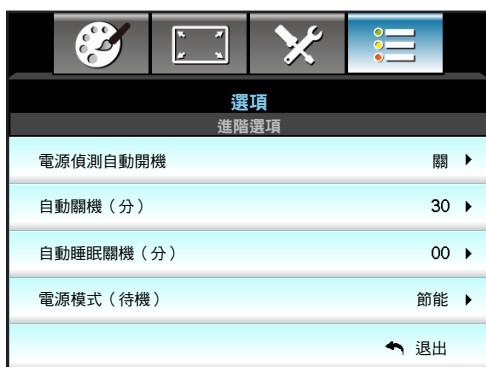 選項
進階選項
電源偵測自動開機 關
自動關機（分） 30
自動睡眠關機（分） 00
電源模式（待機） 節能
退出